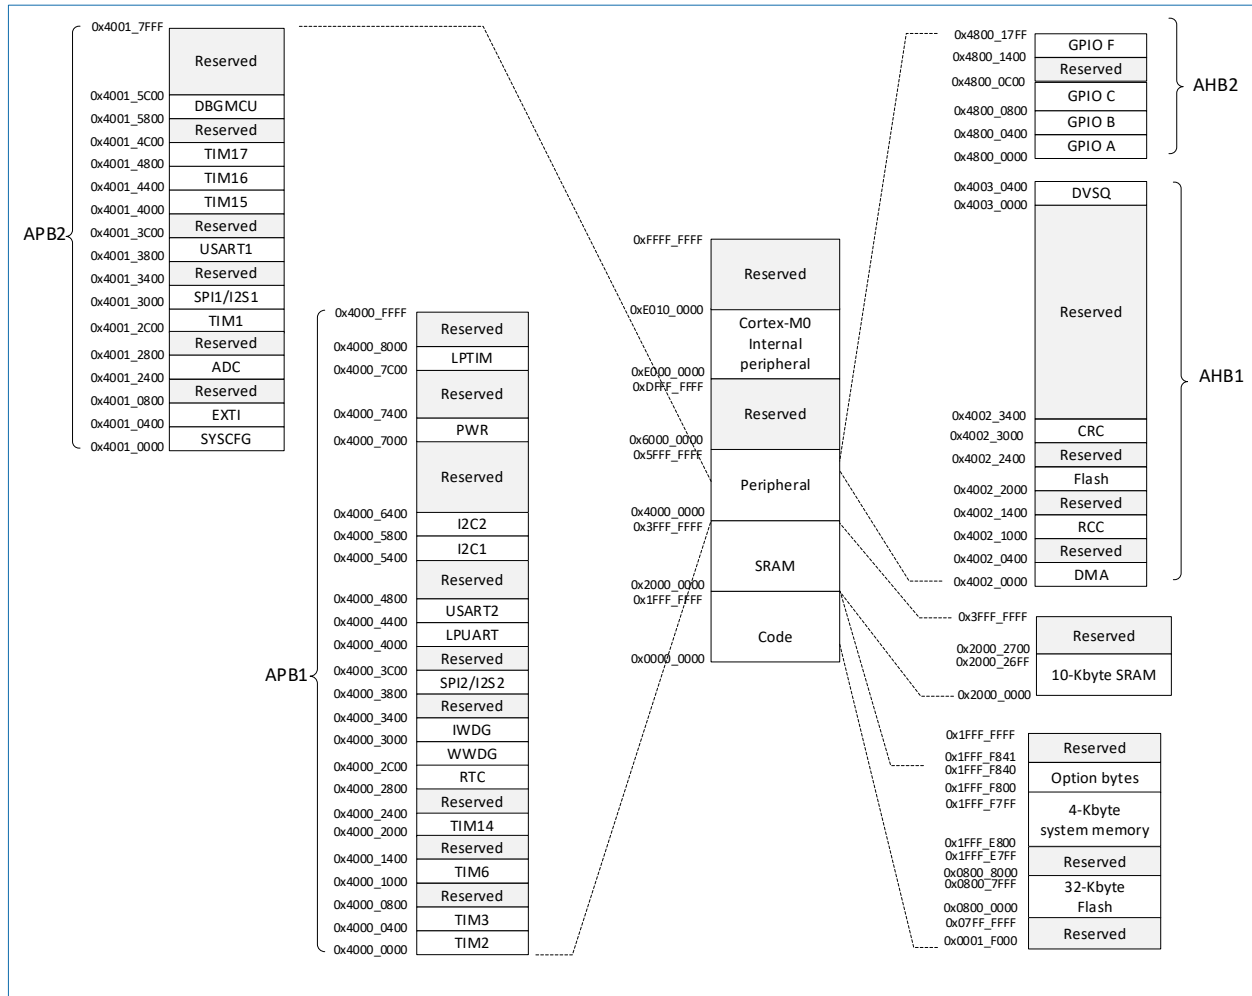 0x4001_7FFF
Reserved
0x4001_5C00
DBGMCU
0x4001_5800
Reserved
0x4001_4C00
TIM17
0x4001_4800
TIM16
0x4001_4400
TIM15
0x4001_4000
Reserved
0x4001_3C00
USART1
0x4001_3800
Reserved
0x4001_3400
SPI1/I2S1
0x4001_3000
TIM1
0x4001_2C00
Reserved
0x4001_2800
ADC
0x4001_2400
Reserved
0x4001_0800
EXTI
0x4001_0400
SYSCFG
0x4001_0000
APB2
0x4000_FFFF
Reserved
0x4000_8000
LPTIM
0x4000_7C00
Reserved
0x4000_7400
PWR
0x4000_7000
Reserved
0x4000_6400
I2C2
0x4000_5800
I2C1
0x4000_5400
Reserved
0x4000_4800
USART2
0x4000_4400
LPUART
0x4000_4000
Reserved
0x4000_3C00
SPI2/I2S2
0x4000_3800
Reserved
0x4000_3400
IWDG
0x4000_3000
WWDG
0x4000_2C00
RTC
0x4000_2800
Reserved
0x4000_2400
TIM14
0x4000_2000
Reserved
0x4000_1400
TIM6
0x4000_1000
Reserved
0x4000_0800
TIM3
0x4000_0400
TIM2
0x4000_0000
APB1
0xFFFF_FFFF
Reserved
0xE010_0000
Cortex-M0
Internal
peripheral
0xE000_0000
0xDFFF_FFFF
Reserved
0x6000_0000
0x5FFF_FFFF
Peripheral
0x4000_0000
0x3FFF_FFFF
SRAM
0x2000_0000
0x1FFF_FFFF
Code
0x0000_0000
0x4800_17FF
GPIO F
0x4800_1400
Reserved
0x4800_0C00
GPIO C
0x4800_0800
GPIO B
0x4800_0400
GPIO A
0x4800_0000
AHB2
0x4003_0400
DVSQ
0x4003_0000
Reserved
0x4002_3400
CRC
0x4002_3000
Reserved
0x4002_2400
Flash
0x4002_2000
Reserved
0x4002_1400
RCC
0x4002_1000
Reserved
0x4002_0400
DMA
0x4002_0000
AHB1
0x3FFF_FFFF
Reserved
0x2000_2700
0x2000_26FF
10-Kbyte SRAM
0x2000_0000
0x1FFF_FFFF
Reserved
0x1FFF_F841
0x1FFF_F840
Option bytes
0x1FFF_F800
0x1FFF_F7FF
4-Kbyte
system memory
0x1FFF_E800
0x1FFF_E7FF
Reserved
0x0800_8000
0x0800_7FFF
32-Kbyte
Flash
0x0800_0000
0x07FF_FFFF
Reserved
0x0001_F000